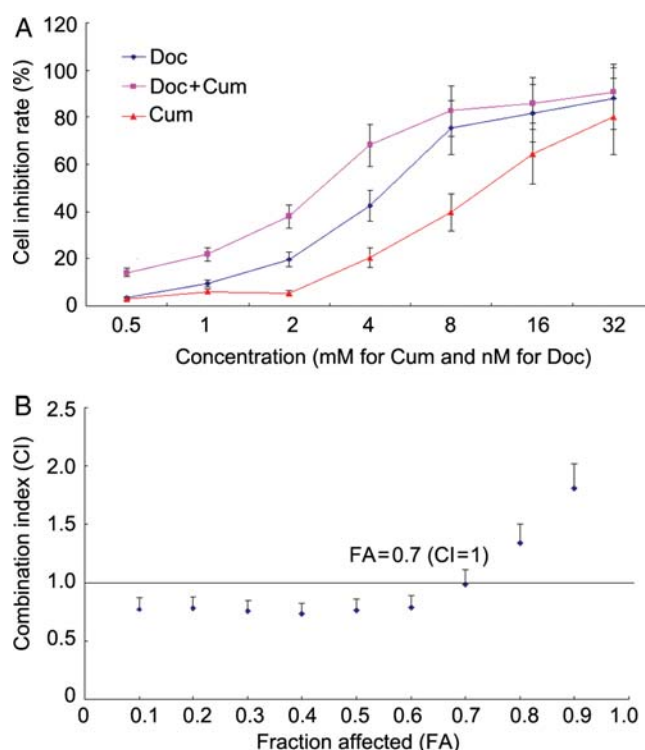 A
Cell inhibition rate (%)
120
100
80
60
40
20
0
Doc
Doc+Cum
Cum
0.5 1 2 4 8 16 32
Concentration (mM for Cum and nM for Doc)
B
Combination index (CI)
2.5
2.0
1.5
1.0
0.5
0
FA=0.7 (CI=1)
0 0.1 0.2 0.3 0.4 0.5 0.6 0.7 0.8 0.9 1.0
Fraction affected (FA)